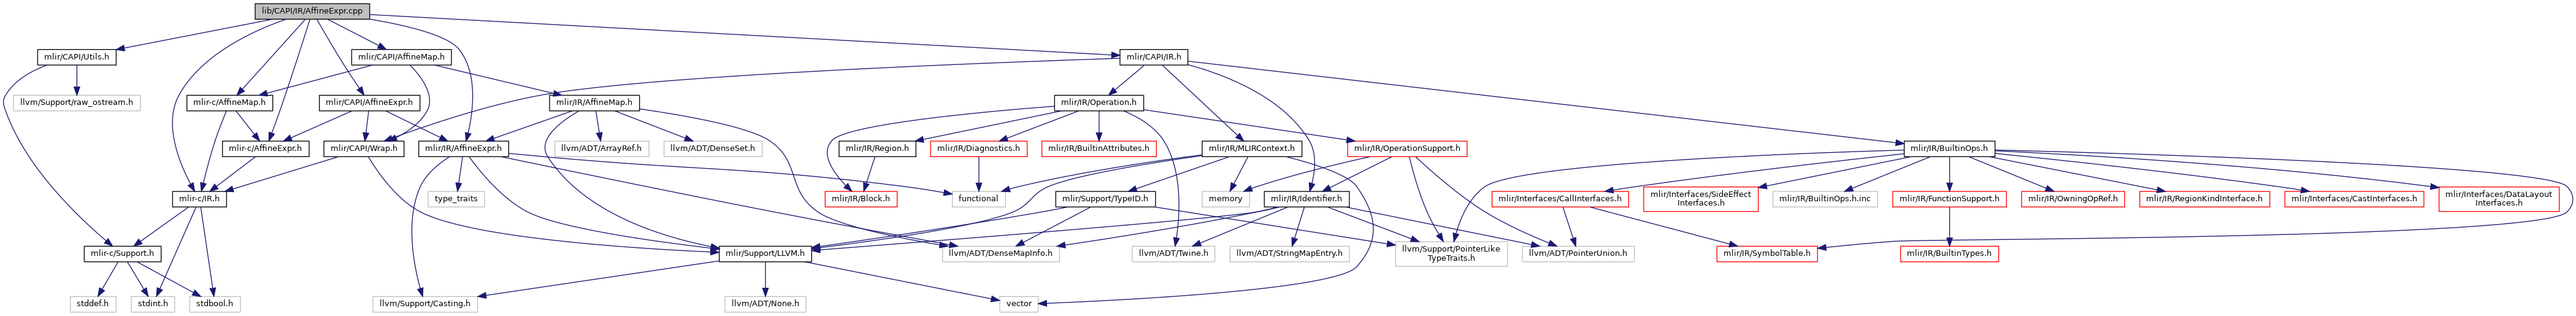 lib/CAPI/IR/AffineExpr.cpp
mlir/CAPI/Utils.h
mlir/CAPI/AffineMap.h
mlir/CAPI/IR.h
llvm/Support/raw_ostream.h
mlir-c/AffineMap.h
mlir/CAPI/AffineExpr.h
mlir/IR/AffineMap.h
mlir/IR/Operation.h
mlir-c/AffineExpr.h
mlir/CAPI/Wrap.h
mlir/IR/AffineExpr.h
llvm/ADT/ArrayRef.h
llvm/ADT/DenseSet.h
mlir/IR/Region.h
mlir/IR/Diagnostics.h
mlir/IR/BuiltinAttributes.h
mlir/IR/MLIRContext.h
mlir/IR/OperationSupport.h
mlir/IR/BuiltinOps.h
mlir-c/IR.h
type_traits
mlir/IR/Block.h
functional
mlir/Support/TypeID.h
memory
mlir/IR/Identifier.h
mlir/Interfaces/CallInterfaces.h
mlir/Interfaces/SideEffect
Interfaces.h
mlir/IR/BuiltinOps.h.inc
mlir/IR/FunctionSupport.h
mlir/IR/OwningOpRef.h
mlir/IR/RegionKindInterface.h
mlir/Interfaces/CastInterfaces.h
mlir/Interfaces/DataLayout
Interfaces.h
mlir-c/Support.h
mlir/Support/LLVM.h
llvm/ADT/DenseMapInfo.h
llvm/ADT/Twine.h
llvm/ADT/StringMapEntry.h
llvm/Support/PointerLike
TypeTraits.h
llvm/ADT/PointerUnion.h
mlir/IR/SymbolTable.h
mlir/IR/BuiltinTypes.h
stddef.h
stdint.h
stdbool.h
llvm/Support/Casting.h
llvm/ADT/None.h
vector